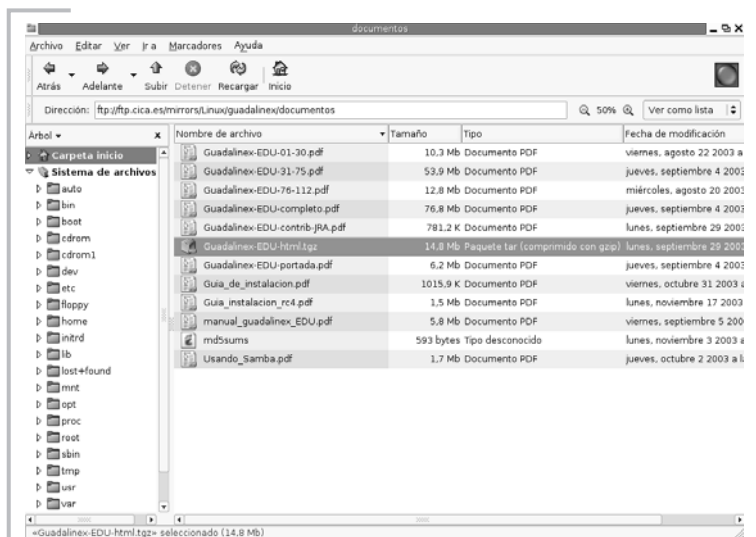 documentos
Archivo Editar Ver Ir a Marcadores Ayuda
Atrás Adelante Subir Detener Recargar Inicio
Dirección: ftp://ftp.cica.es/mirrors/Linux/guadalinex/documentos 50% Ver como lista
Árbol x Nombre de archivo Tamaño Tipo Fecha de modificación
Carpeta inicio Guadalinex-EDU-01-30.pdf 10,3 Mb Documento PDF viernes, agosto 22 2003 a
Sistema de archivos Guadalinex-EDU-31-75.pdf 53,9 Mb Documento PDF jueves, septiembre 4 2003
auto Guadalinex-EDU-76-112.pdf 12,8 Mb Documento PDF miércoles, agosto 20 2003
bin Guadalinex-EDU-completo.pdf 76,8 Mb Documento PDF jueves, septiembre 4 2003
boot Guadalinex-EDU-contrib-JRA.pdf 781,2 K Documento PDF lunes, septiembre 29 2003
cdrom Guadalinex-EDU-html.tgz 14,8 Mb Paquete tar (comprimido con gzip) lunes, septiembre 29 2003
cdrom1 Guadalinex-EDU-portada.pdf 6,2 Mb Documento PDF jueves, septiembre 4 2003
dev Guia_de_instalacion.pdf 1015,9 K Documento PDF viernes, octubre 31 2003 a
etc Guia_instalacion_rc4.pdf 1,5 Mb Documento PDF lunes, noviembre 17 2003
floppy manual_guadalinex_EDU.pdf 5,8 Mb Documento PDF viernes, septiembre 5 200
home md5sums 593 bytes Tipo desconocido lunes, noviembre 3 2003 a
initrd Usando_Samba.pdf 1,7 Mb Documento PDF jueves, octubre 2 2003 a l
lib
lost+found
mnt
opt
proc
root
sbin
tmp
usr
var
«Guadalinex-EDU-html.tgz» seleccionado (14,8 Mb)